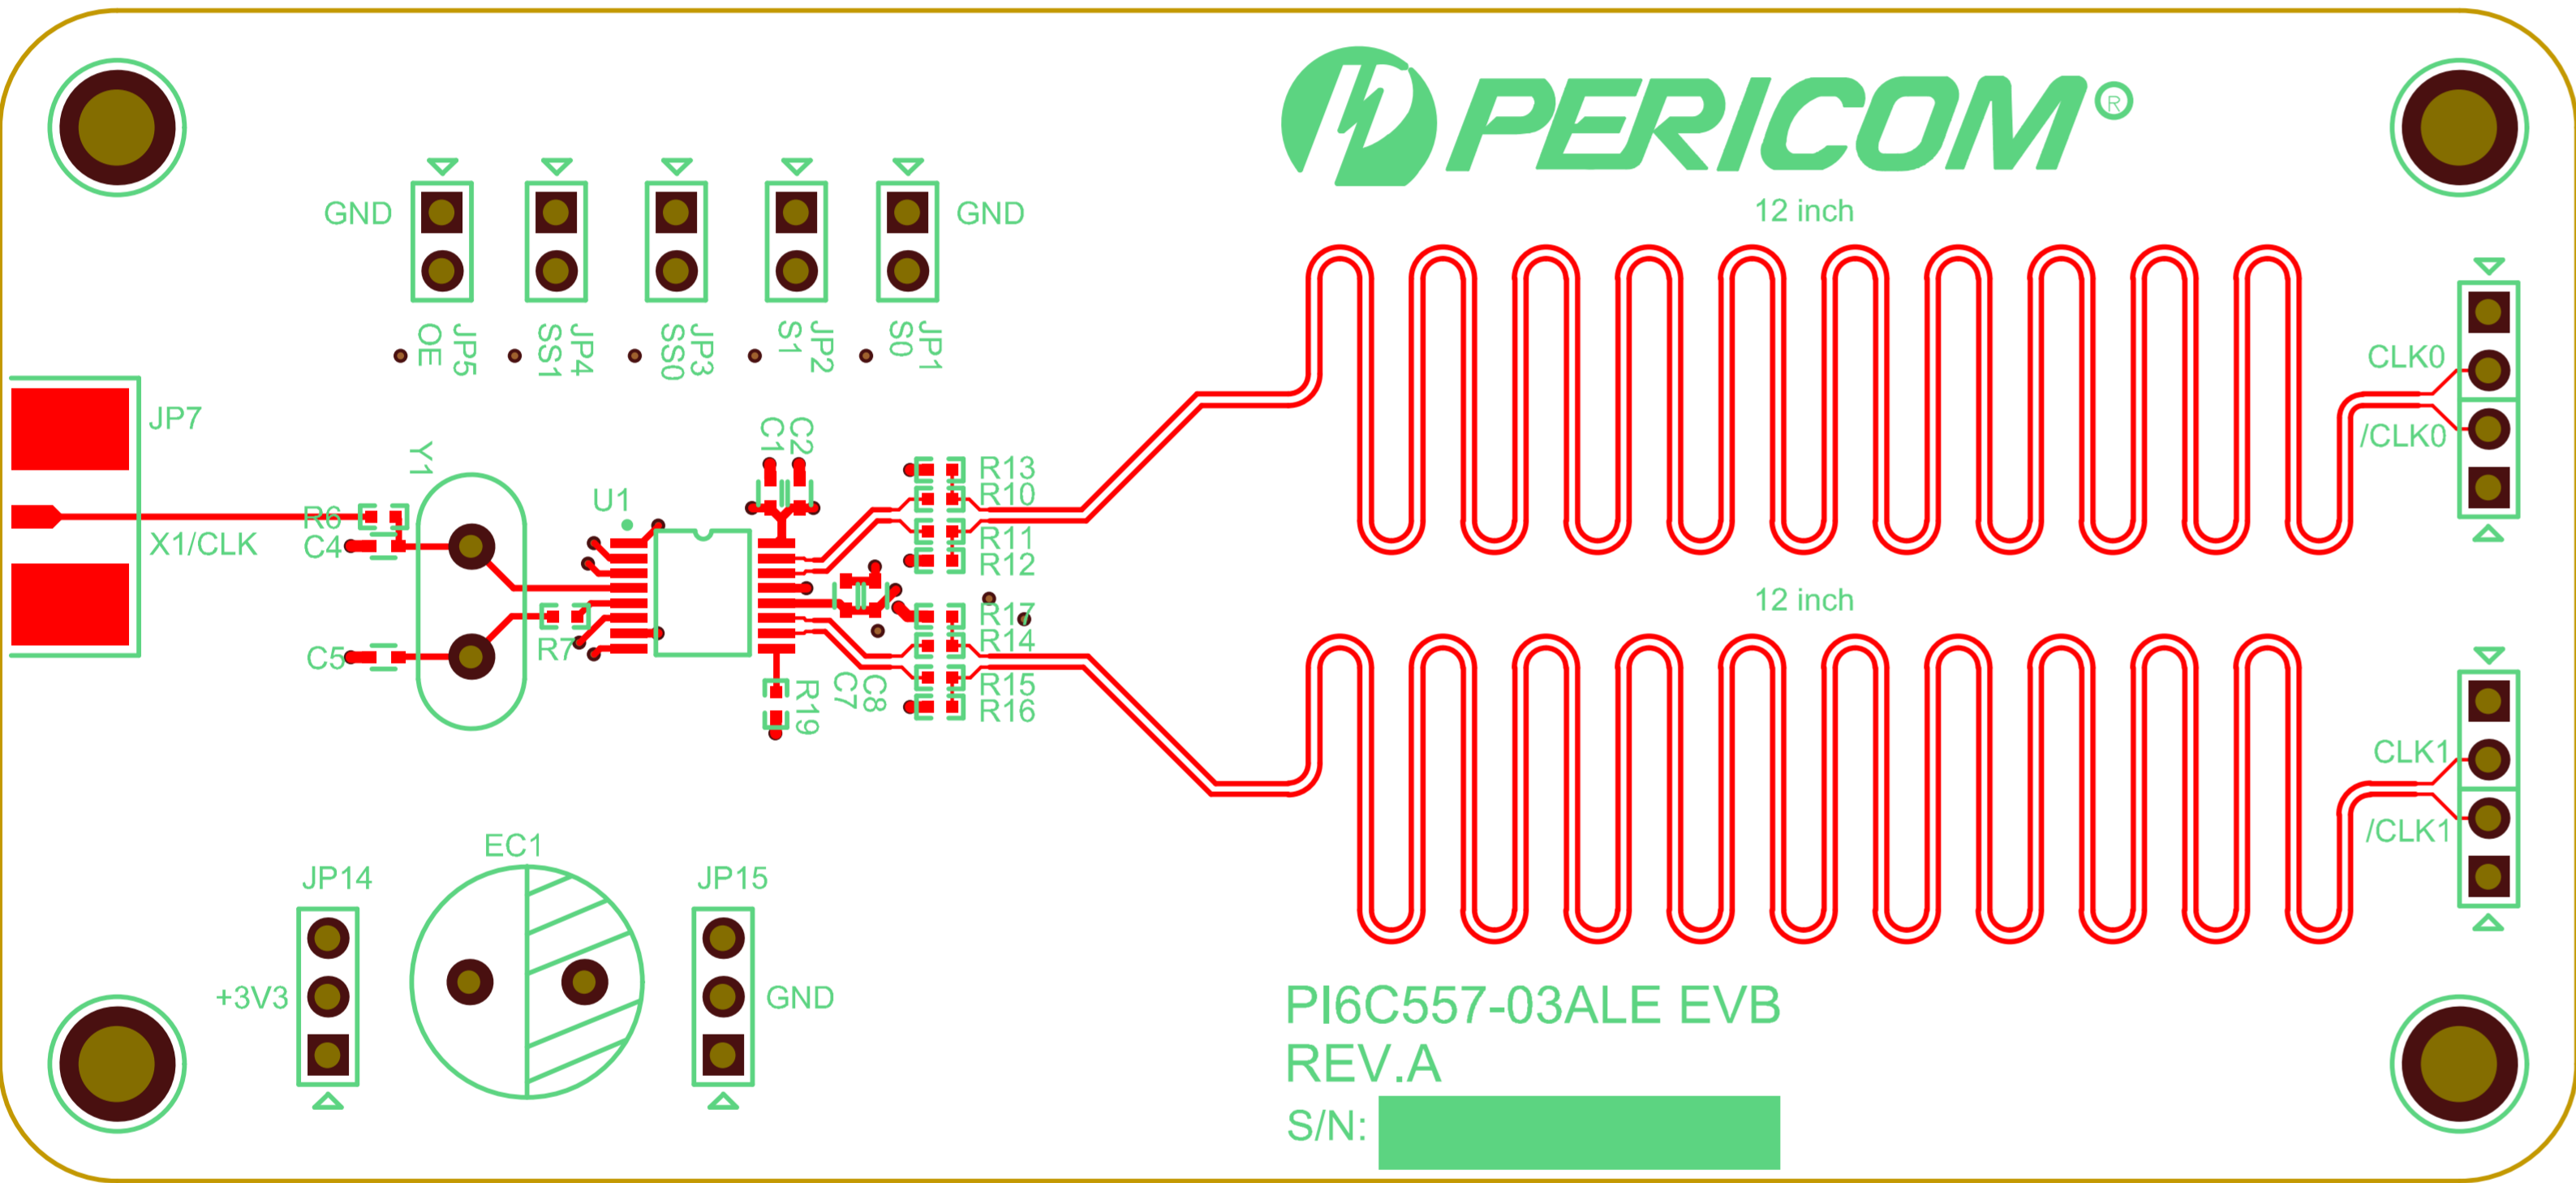 PERICOM®
12 inch
GND
GND
JP5
OE
JP4
SS1
JP3
SS0
JP2
S1
JP1
S0
CLK0
/CLK0
JP7
X1/CLK
Y1
R6
C4
C5
R7
U1
C1
C2
R13
R10
R11
R12
R17
R14
R15
R16
C7
C8
R19
12 inch
CLK1
/CLK1
JP14
+3V3
EC1
JP15
GND
PI6C557-03ALE EVB
REV.A
S/N: